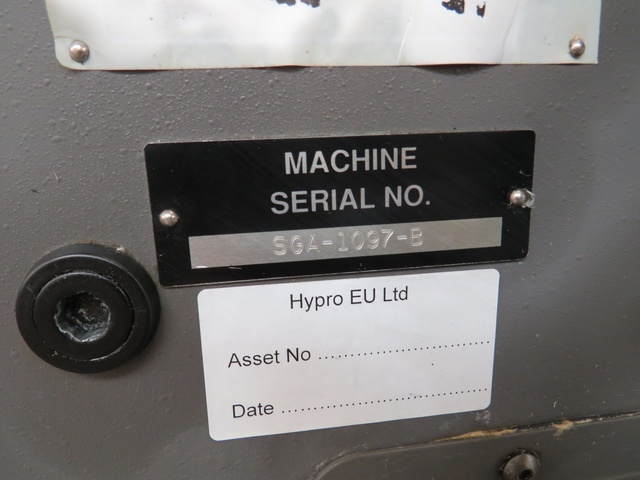 MACHINE
SERIAL NO.
SGA-1097-B
Hypro EU Ltd
Asset No ..............................
Date ....................................